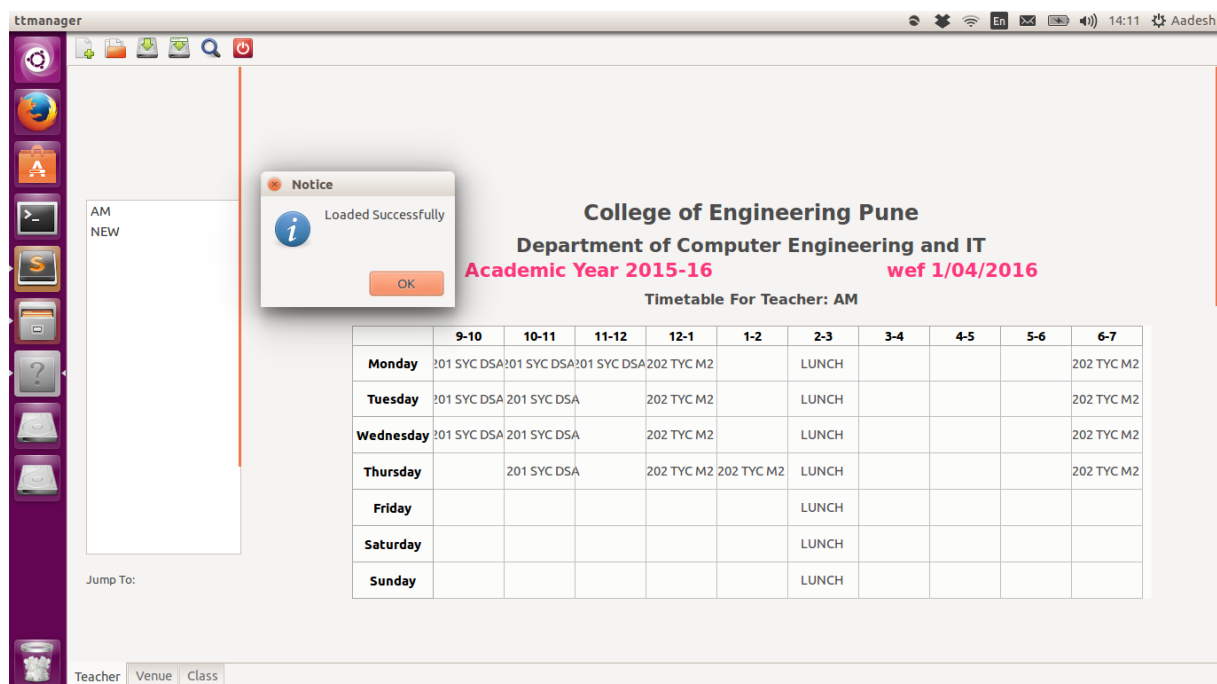 ttmanager En 14:11 Aadesh
Notice
Loaded Successfully
OK
AM
NEW
Jump To:
College of Engineering Pune
Department of Computer Engineering and IT
Academic Year 2015-16 wef 1/04/2016
Timetable For Teacher: AM
9-10 10-11 11-12 12-1 1-2 2-3 3-4 4-5 5-6 6-7
Monday 201 SYC DSA 201 SYC DSA 201 SYC DSA 202 TYC M2 LUNCH 202 TYC M2
Tuesday 201 SYC DSA 201 SYC DSA 202 TYC M2 LUNCH 202 TYC M2
Wednesday 201 SYC DSA 201 SYC DSA 202 TYC M2 LUNCH 202 TYC M2
Thursday 201 SYC DSA 202 TYC M2 202 TYC M2 LUNCH 202 TYC M2
Friday LUNCH
Saturday LUNCH
Sunday LUNCH
Teacher Venue Class